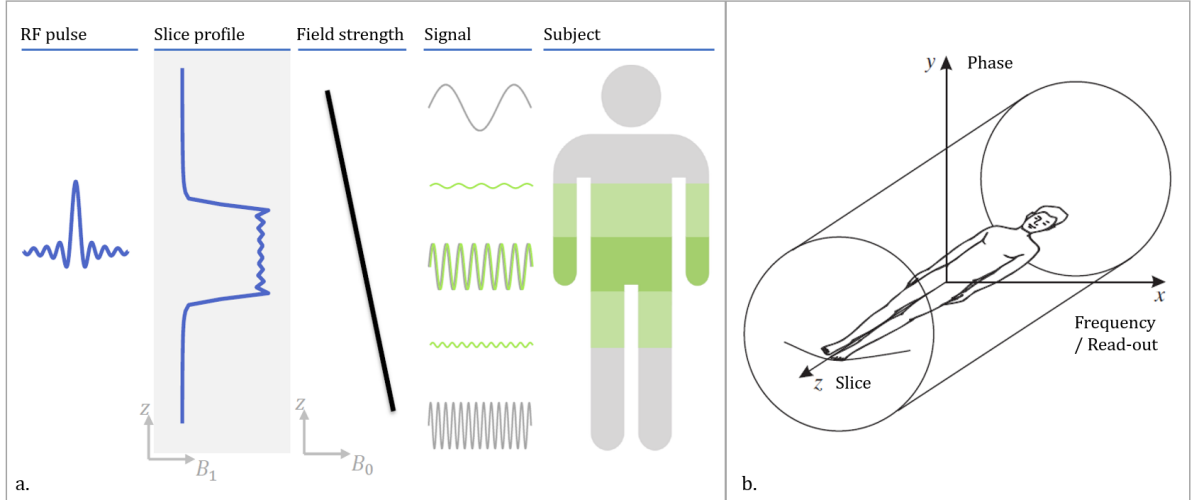 RF pulse
Slice profile
Field strength
Signal
Subject
z
B1
z
B0
a.
y
Phase
x
Frequency
/ Read-out
z Slice
b.